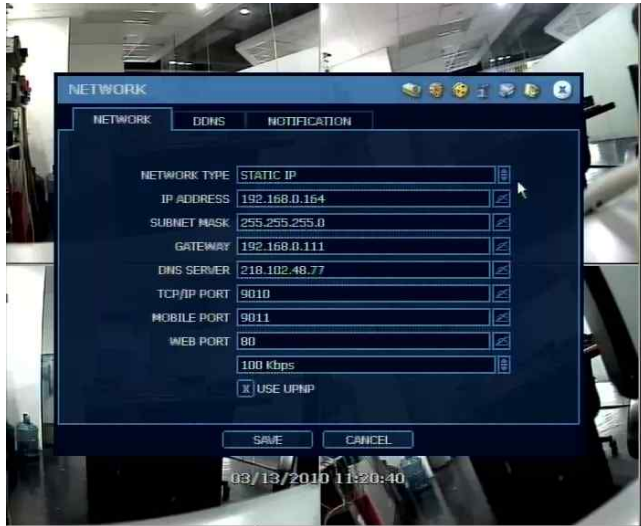 NETWORK
NETWORK DDNS NOTIFICATION
NETWORK TYPE STATIC IP
IP ADDRESS 192.168.0.164
SUBNET MASK 255.255.255.0
GATEWAY 192.168.0.111
DNS SERVER 218.102.48.77
TCP/IP PORT 9010
MOBILE PORT 9011
WEB PORT 80
100 Kbps
X USE UPNP
SAVE CANCEL
03/13/2010 11:20:40